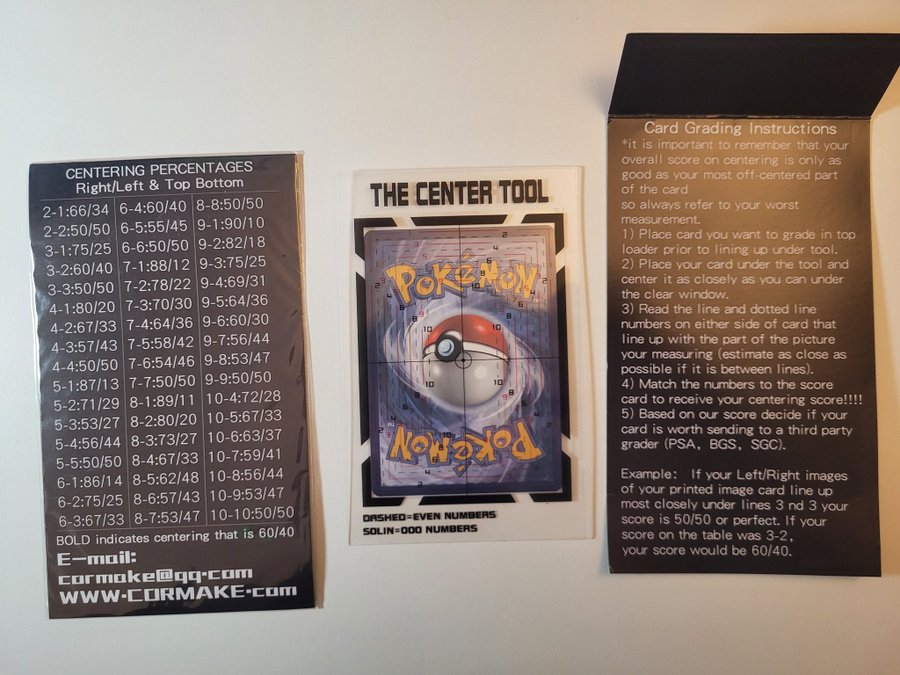 CENTERING PERCENTAGES
Right/Left & Top Bottom
2-1:66/34 6-4:60/40 8-8:50/50
2-2:50/50 6-5:55/45 9-1:90/10
3-1:75/25 6-6:50/50 9-2:82/18
3-2:60/40 7-1:88/12 9-3:75/25
3-3:50/50 7-2:78/22 9-4:69/31
4-1:80/20 7-3:70/30 9-5:64/36
4-2:67/33 7-4:64/36 9-6:60/30
4-3:57/43 7-5:58/42 9-7:56/44
4-4:50/50 7-6:54/46 9-8:53/47
5-1:87/13 7-7:50/50 9-9:50/50
5-2:71/29 8-1:89/11 10-4:72/28
5-3:53/27 8-2:80/20 10-5:67/33
5-4:56/44 8-3:73/27 10-6:63/37
5-5:50/50 8-4:67/33 10-7:59/41
6-1:86/14 8-5:62/48 10-8:56/44
6-2:75/25 8-6:57/43 10-9:53/47
6-3:67/33 8-7:53/47 10-10:50/50
BOLD indicates centering that is 60/40
E-mail:
cormake@qq.com
WWW.CORMAKE.com
THE CENTER TOOL
POKéMON
POKéMON
DASHED=EVEN NUMBERS
SOLIN=ODD NUMBERS
Card Grading Instructions
*it is important to remember that your
overall score on centering is only as
good as your most off-centered part
of the card
so always refer to your worst
measurement.
1) Place card you want to grade in top
loader prior to lining up under tool.
2) Place your card under the tool and
center it as closely as you can under
the clear window.
3) Read the line and dotted line
numbers on either side of card that
line up with the part of the picture
your measuring (estimate as close as
possible if it is between lines).
4) Match the numbers to the score
card to receive your centering score!!!!
5) Based on our score decide if your
card is worth sending to a third party
grader (PSA, BGS, SGC).
Example: If your Left/Right images
of your printed image card line up
most closely under lines 3 nd 3 your
score is 50/50 or perfect. If your
score on the table was 3-2,
your score would be 60/40.